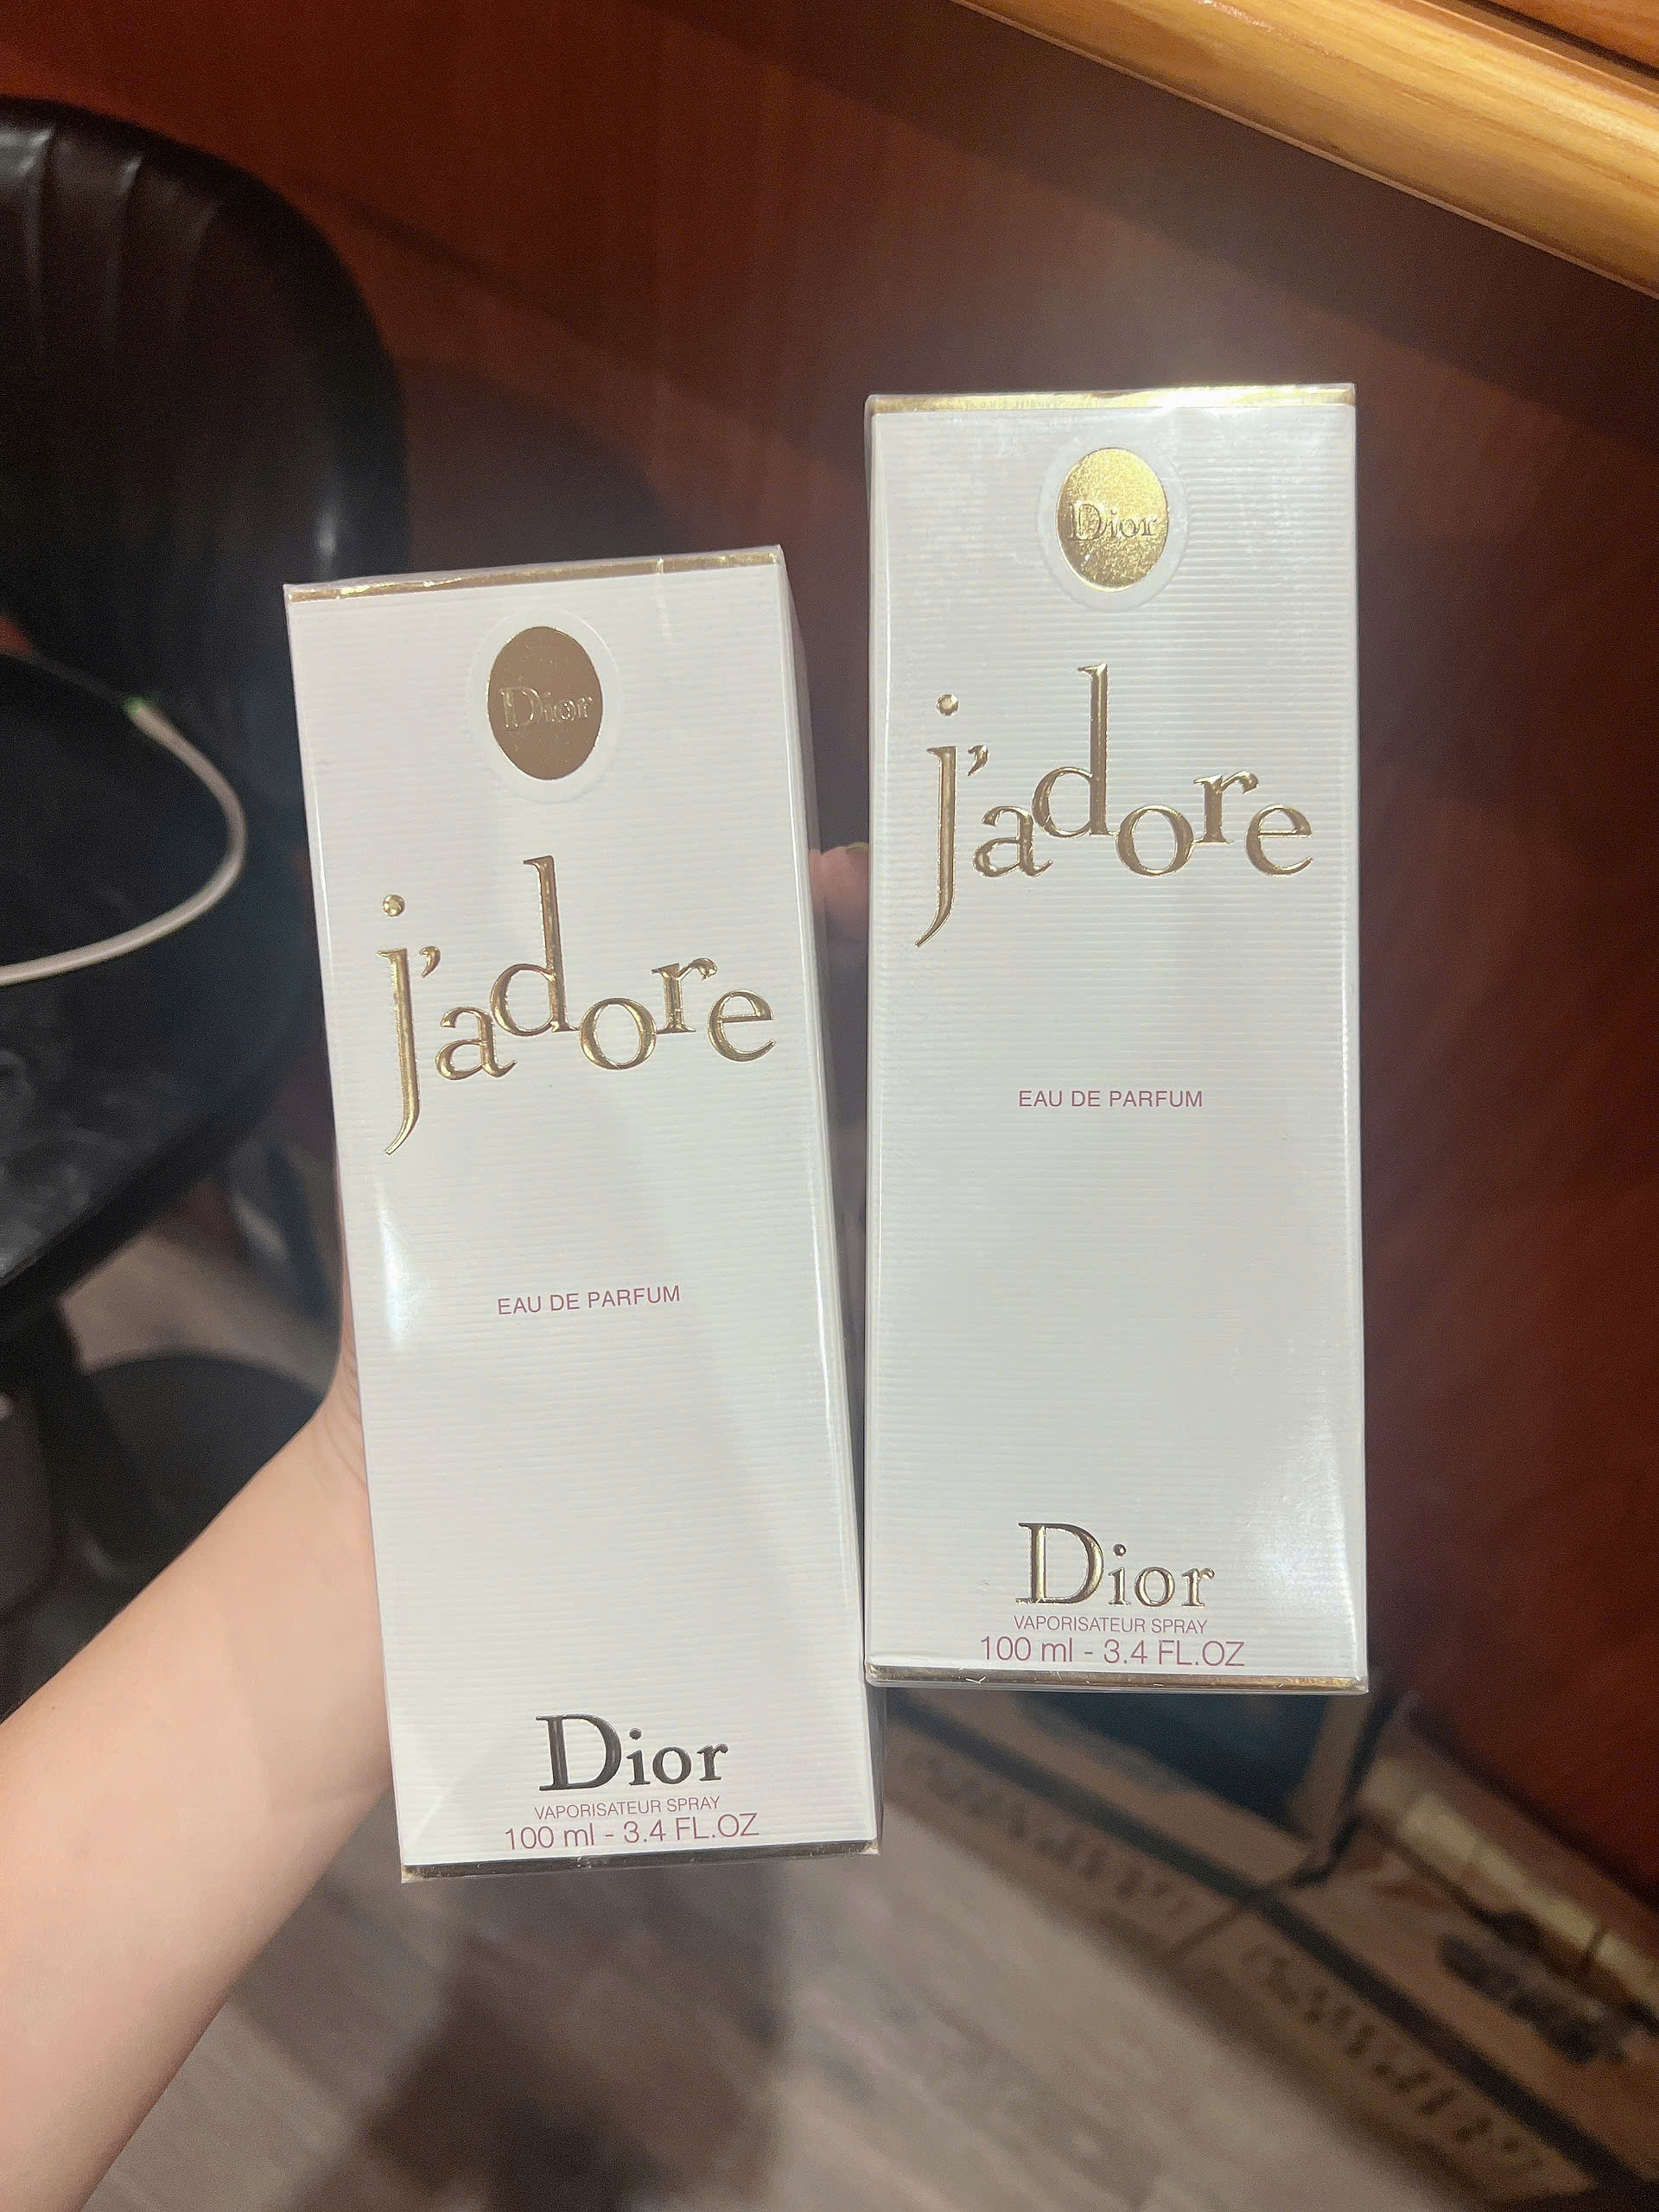 Dior
j'adore
EAU DE PARFUM
Dior
VAPORISATEUR SPRAY
100 ml - 3.4 FL.OZ
Dior
j'adore
EAU DE PARFUM
Dior
VAPORISATEUR SPRAY
100 ml - 3.4 FL.OZ